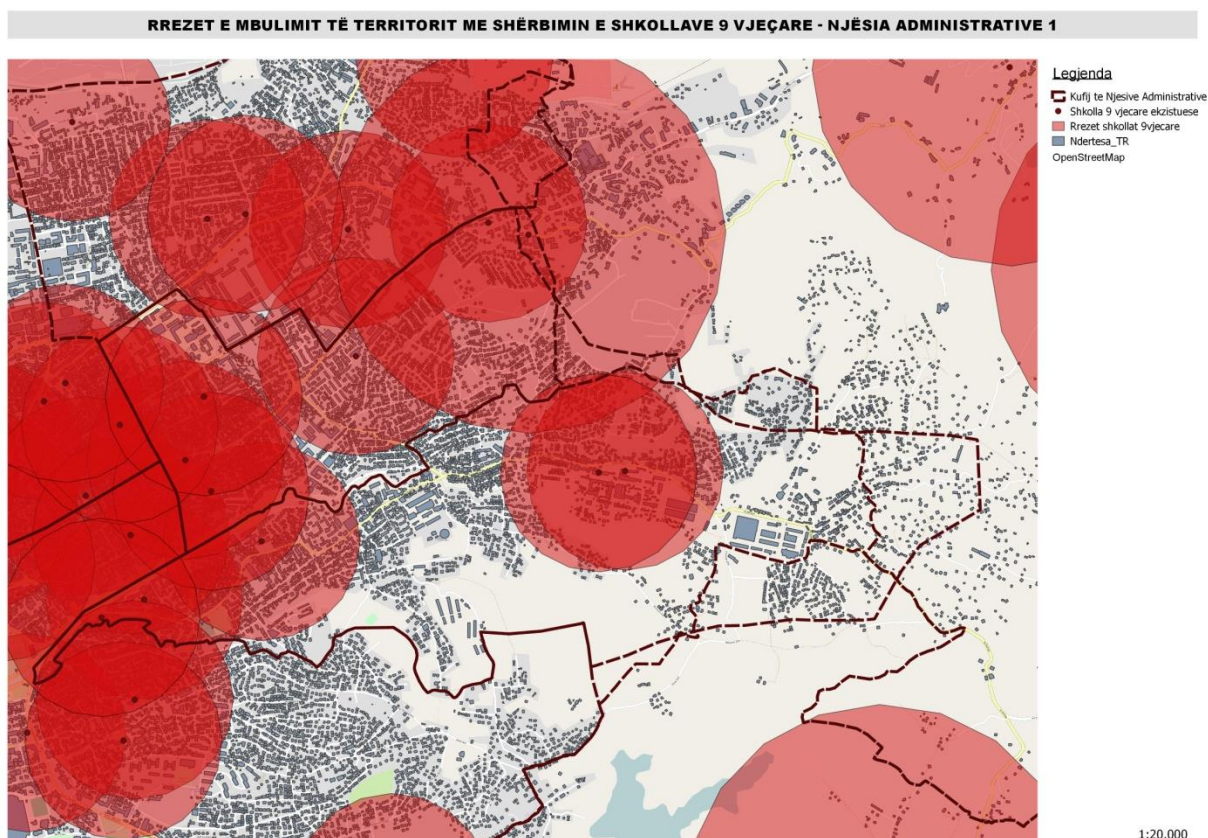 RREZET E MBULIMIT TË TERRITORIT ME SHËRBIMIN E SHKOLLAVE 9 VJEÇARE - NJËSIA ADMINISTRATIVE 1
Legjenda
Kufij te Njesive Administrative
Shkolla 9 vjecare ekzistuese
Rrezet shkollat 9vjecare
Ndertesa_TR
OpenStreetMap
1:20.000